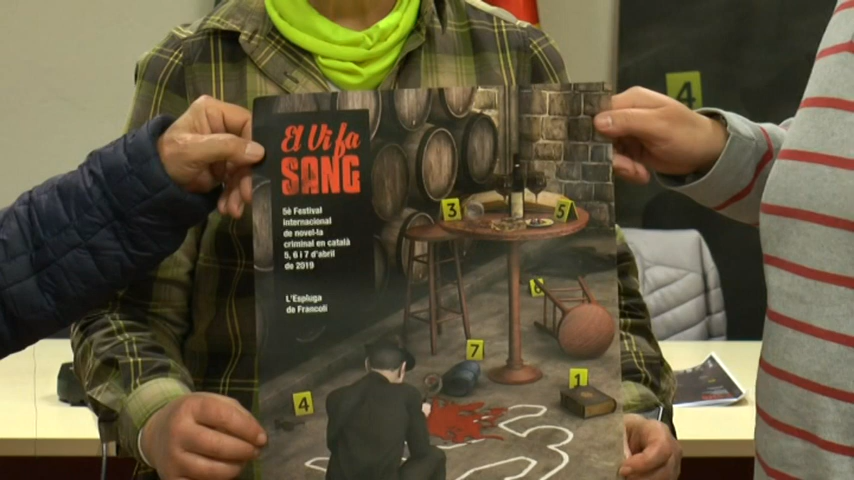 El Vi fa
SANG
5è Festival
internacional
de novel·la
criminal en català
5, 6 i 7 d'abril
de 2019
L'Espluga
de Francolí
3
5
6
7
1
4
4